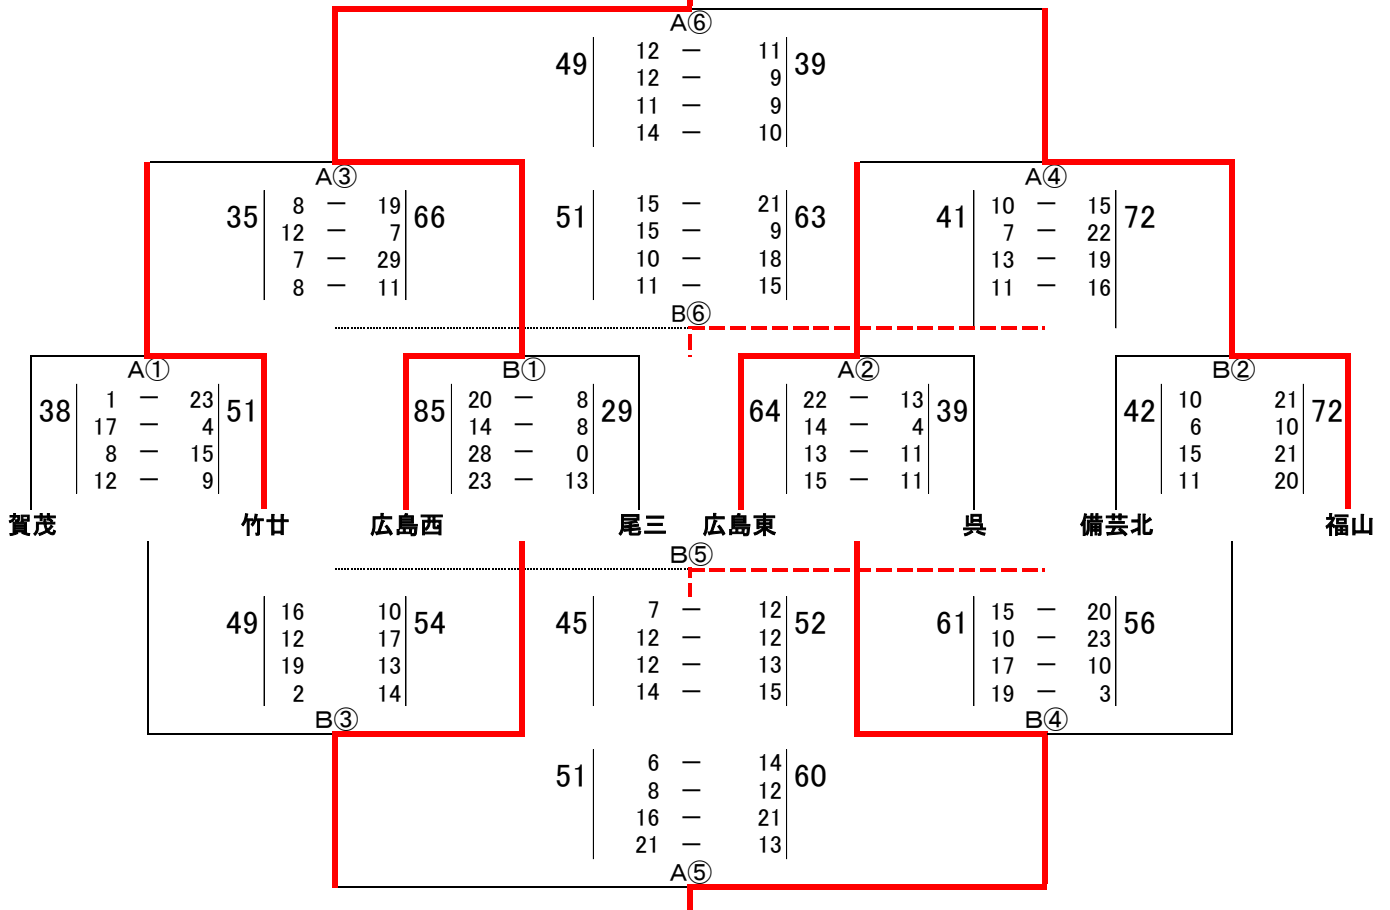 A⑥
49 12 － 11 39
12 － 9
11 － 9
14 － 10
A③
35 8 － 19 66
12 － 7
7 － 29
8 － 11
51 15 － 21 63
15 － 9
10 － 18
11 － 15
B⑥
A④
41 10 － 15 72
7 － 22
13 － 19
11 － 16
A①
38 1 － 23 51
17 － 4
8 － 15
12 － 9
B①
85 20 － 8 29
14 － 8
28 － 0
23 － 13
A②
64 22 － 13 39
14 － 4
13 － 11
15 － 11
B②
42 10 21 72
6 10
15 21
11 20
賀茂 竹廿 広島西 尾三 広島東 呉 備芸北 福山
49 16 10 54
12 17
19 13
2 14
B③
B⑤
45 7 － 12 52
12 － 12
12 － 13
14 － 15
61 15 － 20 56
10 － 23
17 － 10
19 － 3
B④
51 6 － 14 60
8 － 12
16 － 21
21 － 13
A⑤